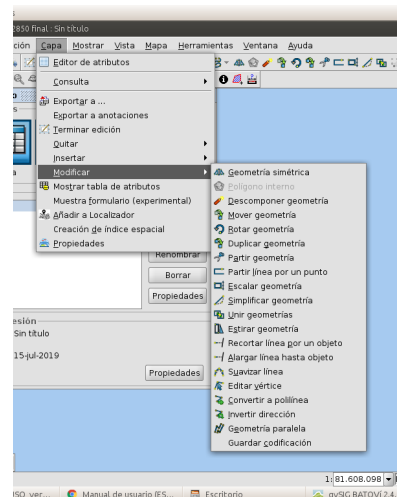 2850 final : Sin título
ción Capa Mostrar Vista Mapa Herramientas Ventana Ayuda
Editor de atributos
Consulta
Exportar a ...
Exportar a anotaciones
Terminar edición
Quitar
Insertar
Modificar
Mostrar tabla de atributos
Muestra formulario (experimental)
Añadir a Localizador
Creación de índice espacial
Propiedades
Geometría simétrica
Polígono interno
Descomponer geometría
Mover geometría
Rotar geometría
Duplicar geometría
Partir geometría
Partir línea por un punto
Escalar geometría
Simplificar geometría
Unir geometrías
Estirar geometría
Recortar línea por un objeto
Alargar línea hasta objeto
Suavizar línea
Editar vértice
Convertir a polilínea
Invertir dirección
Geometría paralela
Guardar codificación
Renombrar
Borrar
Propiedades
esión
Sin título
15-jul-2019
Propiedades
1: 81.608.098
ISO_ver... Manual de usuario (ES... Escritorio gvSIG BATOVÍ 2.4.